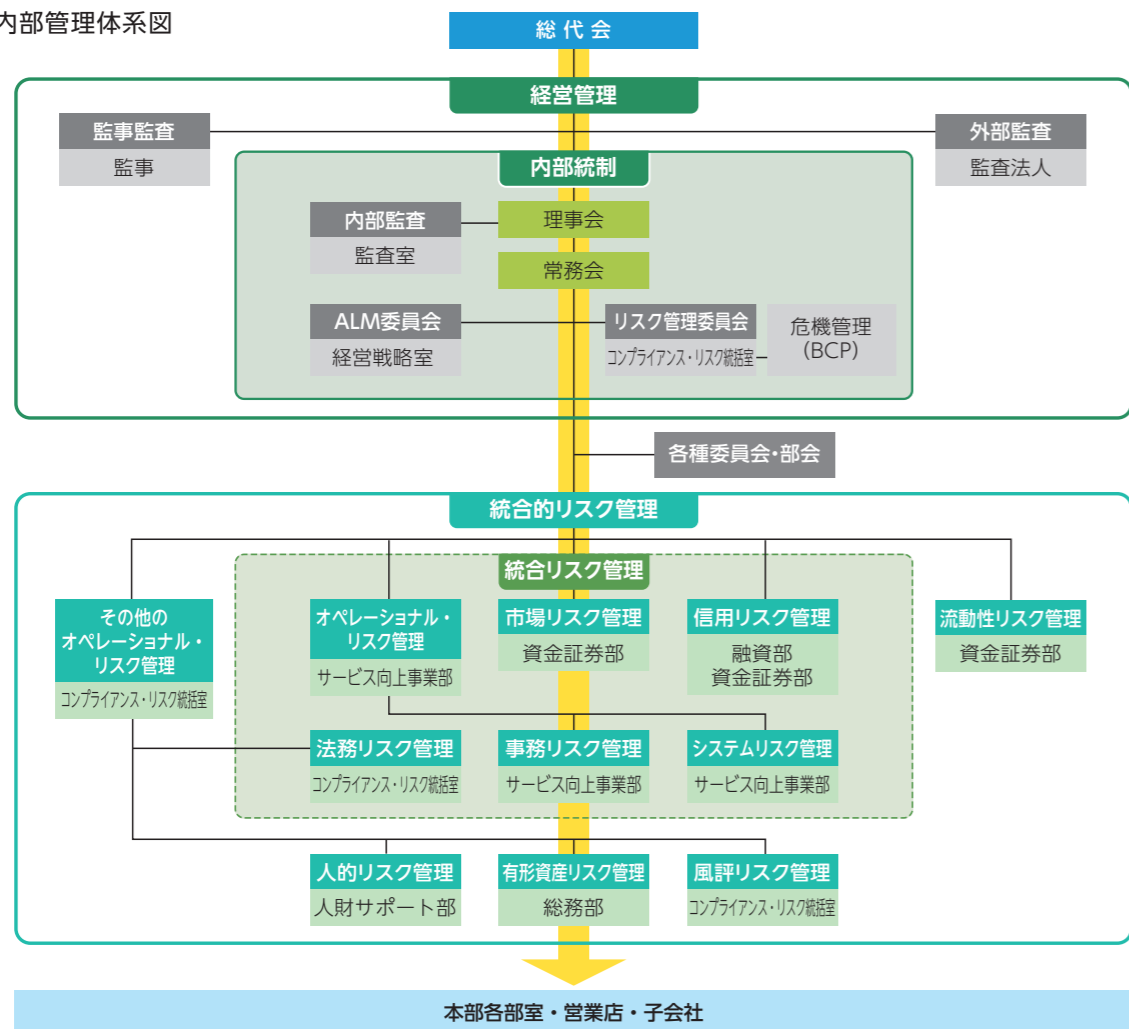 内部管理体系図
総代会
経営管理
監事監査
監事
外部監査
監査法人
内部統制
内部監査
監査室
理事会
常務会
ALM委員会
経営戦略室
リスク管理委員会
コンプライアンス・リスク統括室
危機管理
(BCP)
各種委員会・部会
統合的リスク管理
統合リスク管理
その他の
オペレーショナル・
リスク管理
コンプライアンス・リスク統括室
オペレーショナル・
リスク管理
サービス向上事業部
市場リスク管理
資金証券部
信用リスク管理
融資部
資金証券部
流動性リスク管理
資金証券部
法務リスク管理
コンプライアンス・リスク統括室
事務リスク管理
サービス向上事業部
システムリスク管理
サービス向上事業部
人的リスク管理
人財サポート部
有形資産リスク管理
総務部
風評リスク管理
コンプライアンス・リスク統括室
本部各部室・営業店・子会社